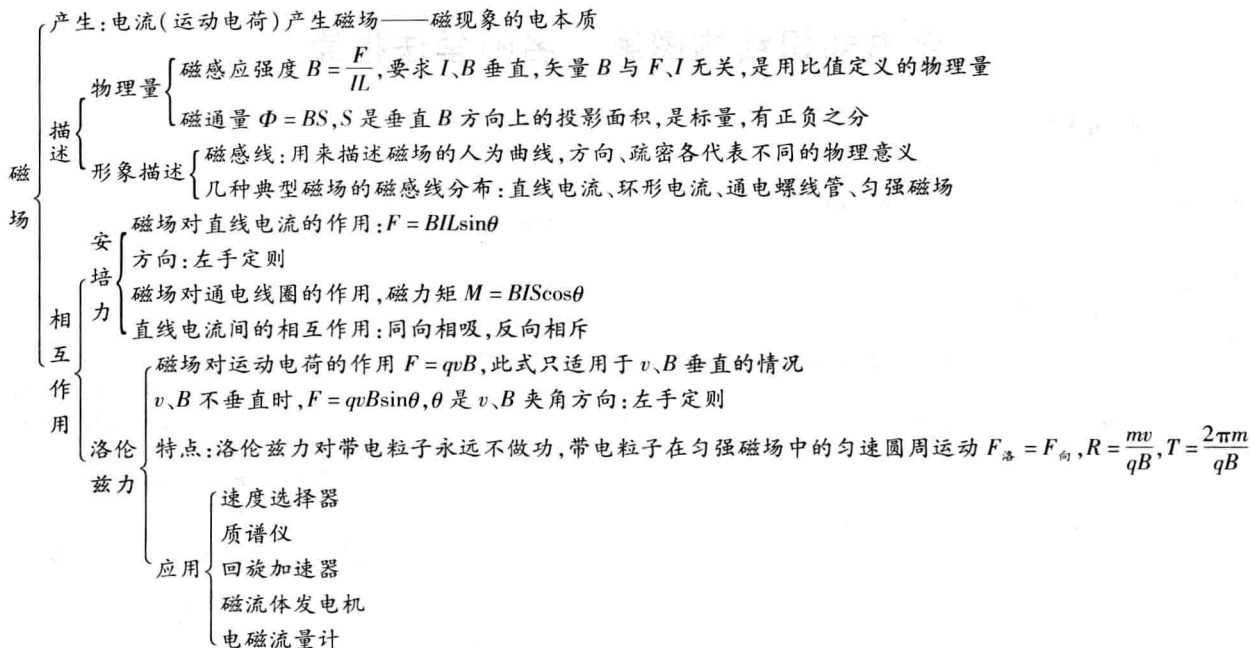 产生:电流(运动电荷)产生磁场——磁现象的电本质
物理量
磁感应强度 B = F/IL,要求 I、B 垂直,矢量 B 与 F、I 无关,是用比值定义的物理量
磁通量 Φ = BS,S 是垂直 B 方向上的投影面积,是标量,有正负之分
描述
形象描述
磁感线:用来描述磁场的人为曲线,方向、疏密各代表不同的物理意义
几种典型磁场的磁感线分布:直线电流、环形电流、通电螺线管、匀强磁场
磁场
安培力
磁场对直线电流的作用:F = BILsinθ
方向:左手定则
磁场对通电线圈的作用,磁力矩 M = BIScosθ
直线电流间的相互作用:同向相吸,反向相斥
相互作用
洛伦兹力
磁场对运动电荷的作用 F = qvB,此式只适用于 v、B 垂直的情况
v、B 不垂直时,F = qvBsinθ,θ 是 v、B 夹角方向:左手定则
特点:洛伦兹力对带电粒子永远不做功,带电粒子在匀强磁场中的匀速圆周运动 F洛 = F向,R = mv/qB,T = 2πm/qB
应用
速度选择器
质谱仪
回旋加速器
磁流体发电机
电磁流量计